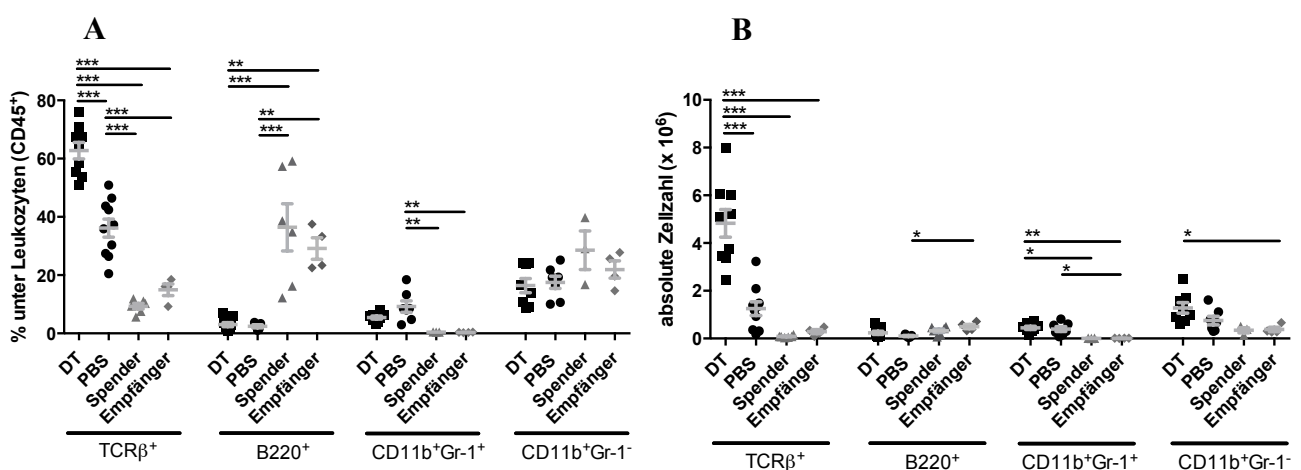 A
% unter Leukozyten (CD45⁺)
80
60
40
20
0
***
***
***
***
***
**
***
**
***
**
**
DT
PBS
Spender
Empfänger
DT
PBS
Spender
Empfänger
DT
PBS
Spender
Empfänger
DT
PBS
Spender
Empfänger
TCRβ⁺
B220⁺
CD11b⁺Gr-1⁺
CD11b⁺Gr-1⁻
B
absolute Zellzahl (x 10⁶)
10
8
6
4
2
0
***
***
***
*
**
*
*
*
DT
PBS
Spender
Empfänger
DT
PBS
Spender
Empfänger
DT
PBS
Spender
Empfänger
DT
PBS
Spender
Empfänger
TCRβ⁺
B220⁺
CD11b⁺Gr-1⁺
CD11b⁺Gr-1⁻